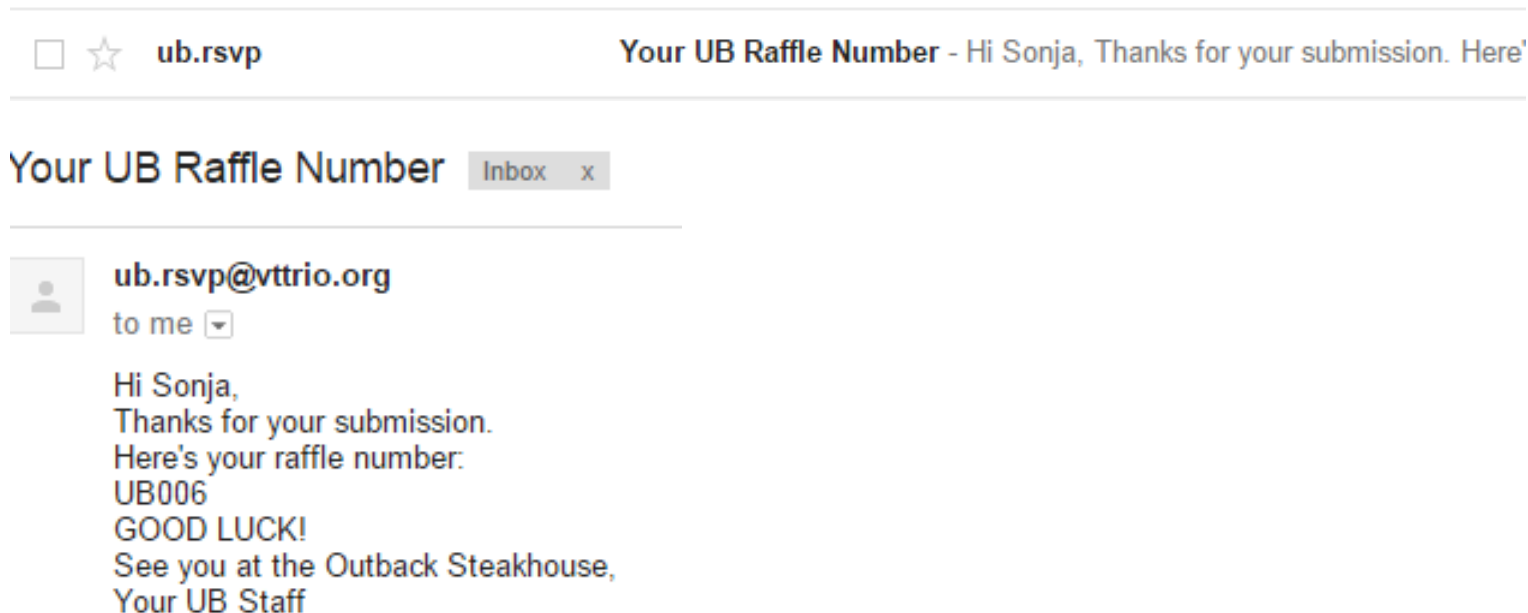 ub.rsvp Your UB Raffle Number - Hi Sonja, Thanks for your submission. Here'
Your UB Raffle Number Inbox x
ub.rsvp@vttrio.org
to me
Hi Sonja,
Thanks for your submission.
Here's your raffle number:
UB006
GOOD LUCK!
See you at the Outback Steakhouse,
Your UB Staff